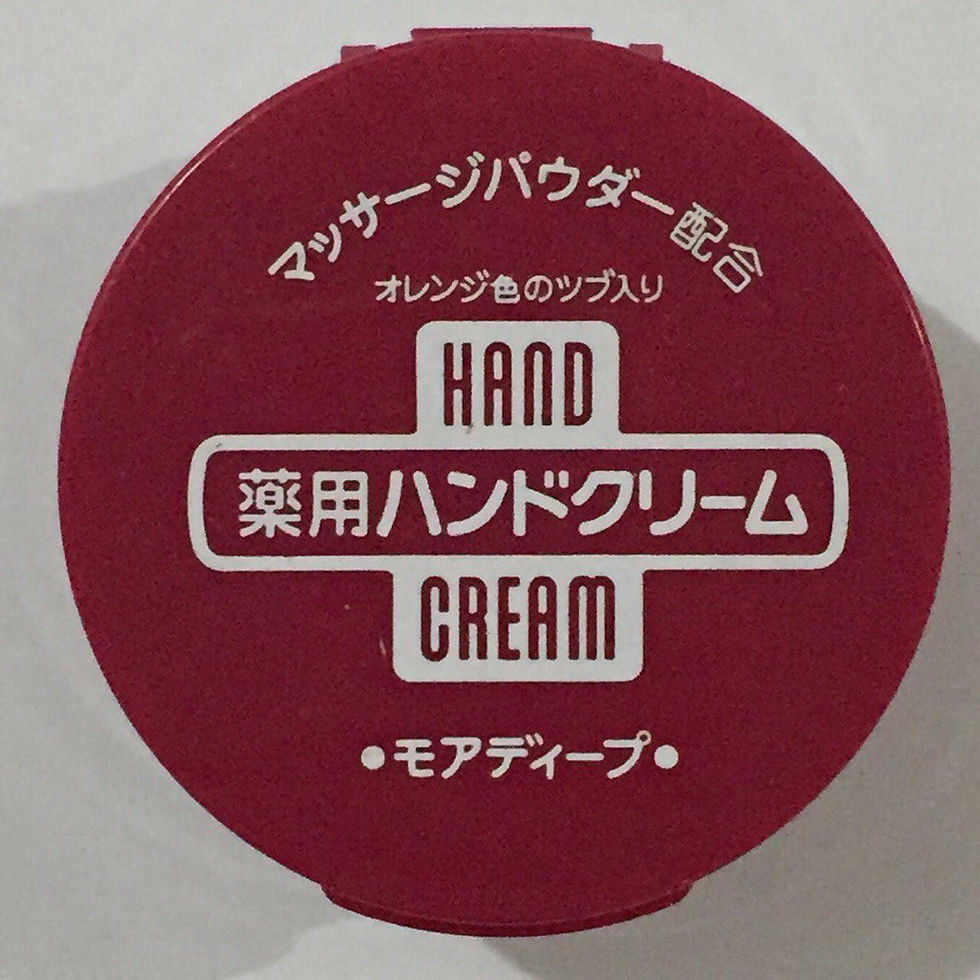 マッサージパウダー配合
オレンジ色のツブ入り
HAND
薬用ハンドクリーム
CREAM
•モアディープ•